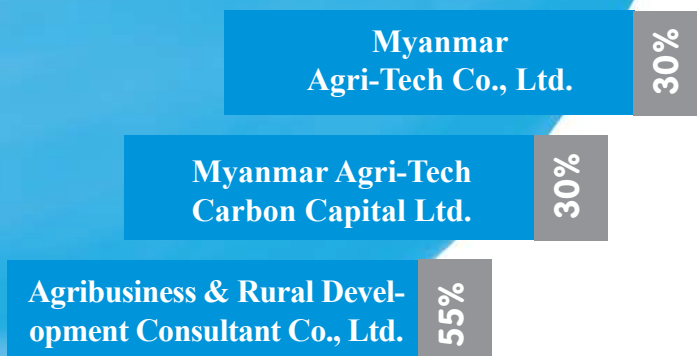 Myanmar
Agri-Tech Co., Ltd.
30%
Myanmar Agri-Tech
Carbon Capital Ltd.
30%
Agribusiness & Rural Devel-
opment Consultant Co., Ltd.
55%